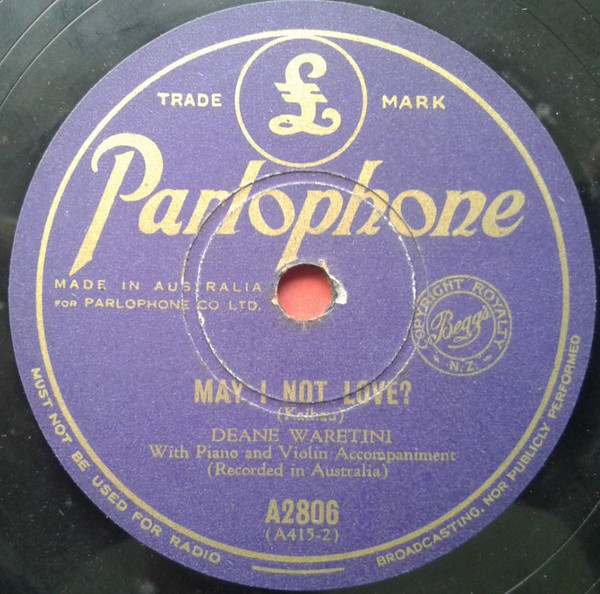 £
TRADE MARK
Parlophone
MADE IN AUSTRALIA
FOR PARLOPHONE CO LTD.
COPYRIGHT ROYALTY
Begg's
N.Z.
MAY I NOT LOVE?
DEANE WARETINI
With Piano and Violin Accompaniment
(Recorded in Australia)
A2806
(A415-2)
MUST NOT BE USED FOR RADIO BROADCASTING, NOR PUBLICLY PERFORMED